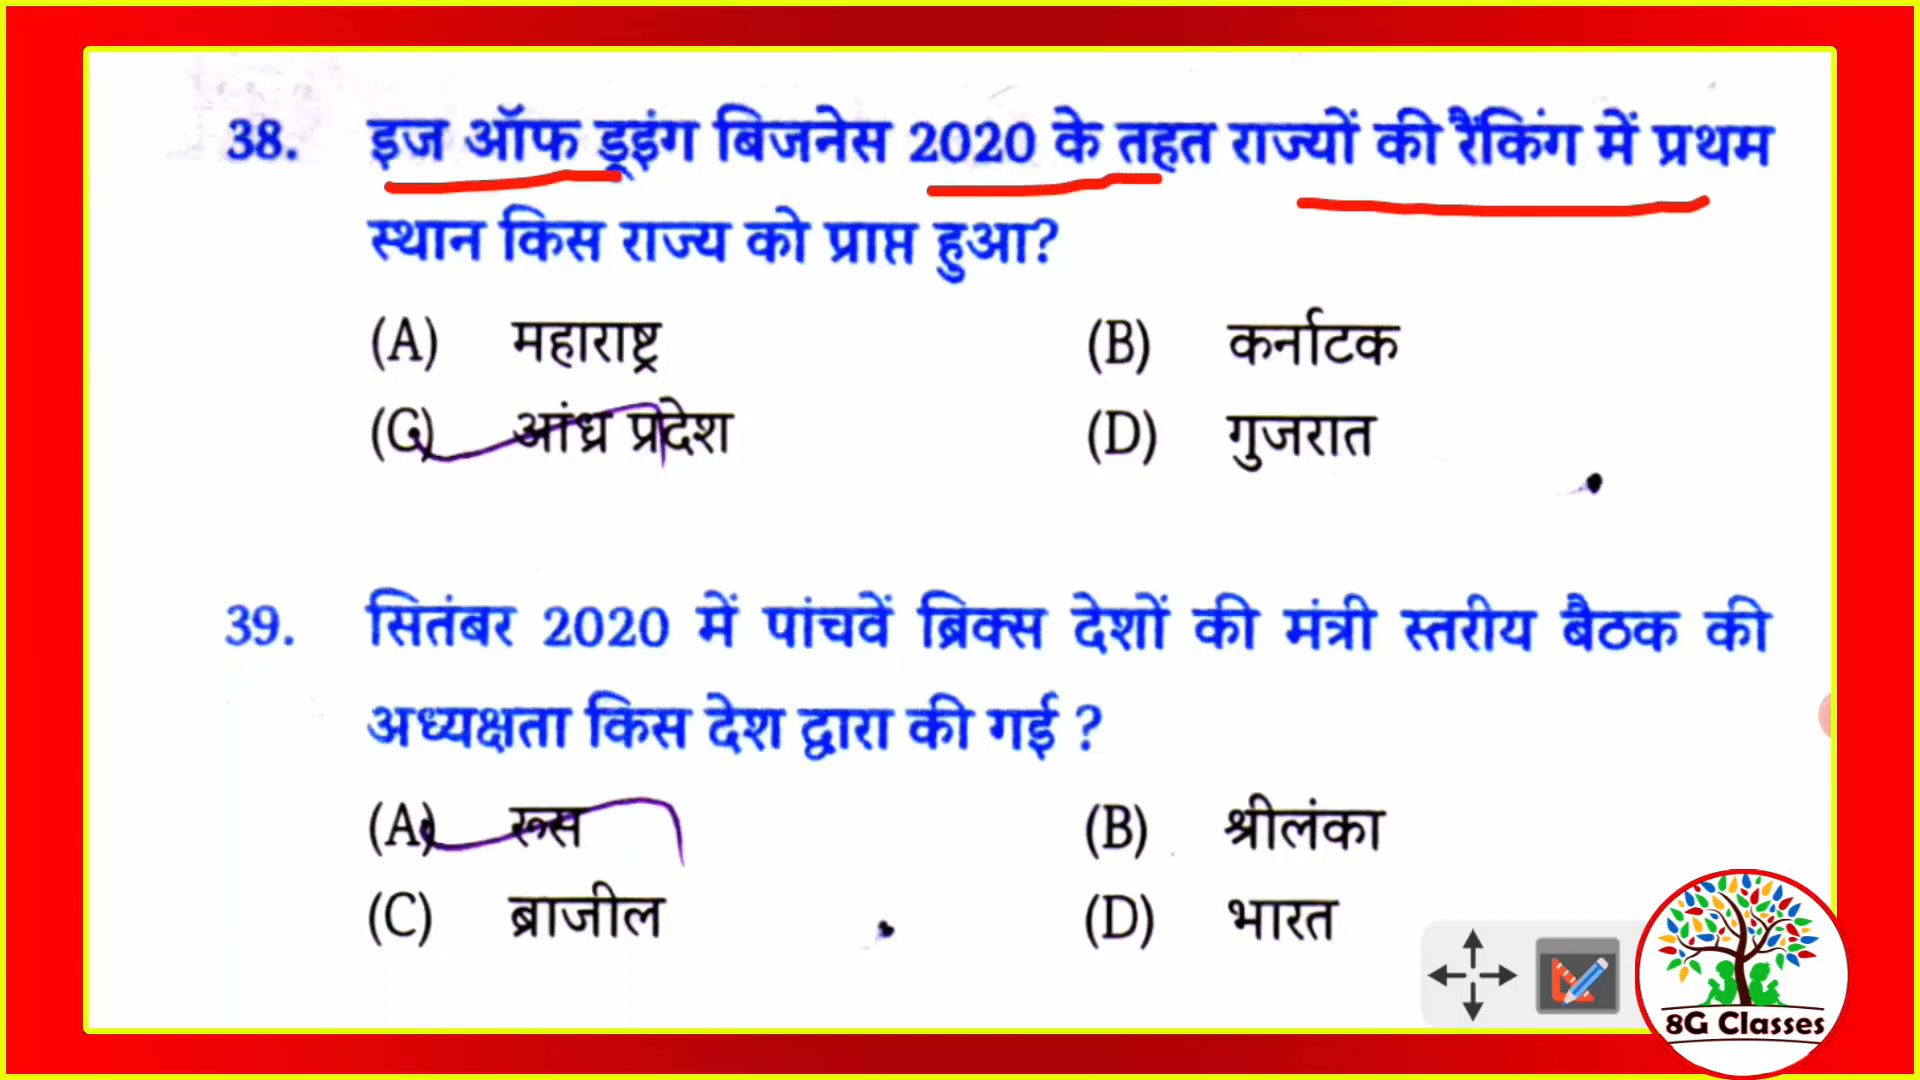 38. इज ऑफ डूइंग बिजनेस 2020 के तहत राज्यों की रैंकिंग में प्रथम
स्थान किस राज्य को प्राप्त हुआ?
(A) महाराष्ट्र (B) कर्नाटक
(C) आंध्र प्रदेश (D) गुजरात
39. सितंबर 2020 में पांचवें ब्रिक्स देशों की मंत्री स्तरीय बैठक की
अध्यक्षता किस देश द्वारा की गई ?
(A) रूस (B) श्रीलंका
(C) ब्राजील (D) भारत
8G Classes